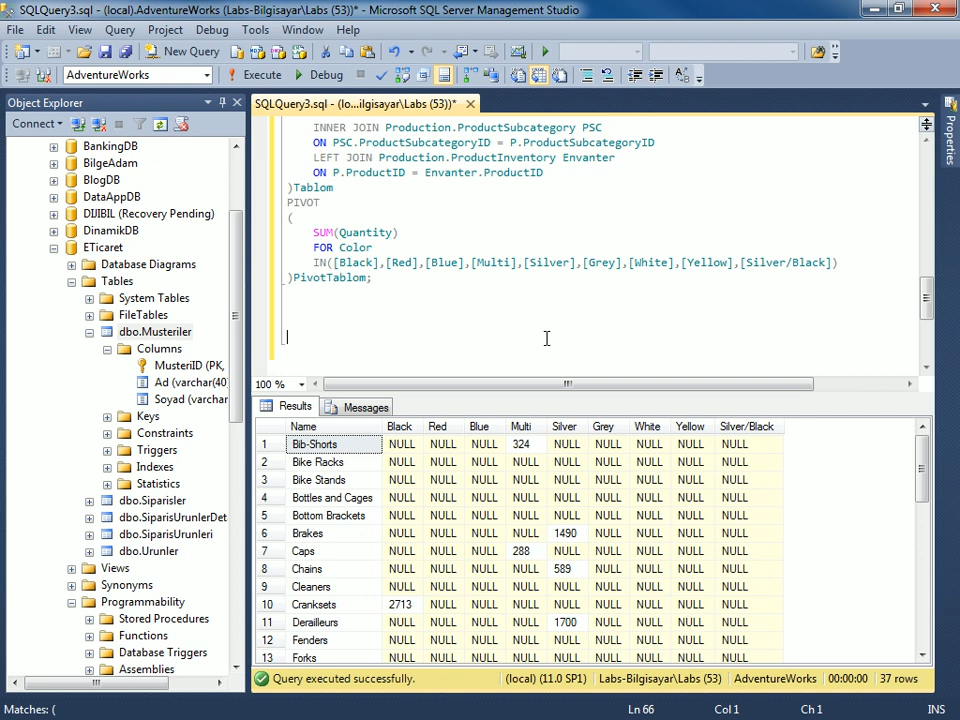 SQLQuery3.sql - (local).AdventureWorks (Labs-Bilgisayar\Labs (53))* - Microsoft SQL Server Management Studio
File Edit View Query Project Debug Tools Window Help
New Query
AdventureWorks Execute Debug
Object Explorer
Connect
BankingDB
BilgeAdam
BlogDB
DataAppDB
DIJIBIL (Recovery Pending)
DinamikDB
ETicaret
Database Diagrams
Tables
System Tables
FileTables
dbo.Musteriler
Columns
MusteriID (PK,
Ad (varchar(40)
Soyad (varchar
Keys
Constraints
Triggers
Indexes
Statistics
dbo.Siparisler
dbo.SiparisUrunlerDet
dbo.SiparisUrunleri
dbo.Urunler
Views
Synonyms
Programmability
Stored Procedures
Functions
Database Triggers
Assemblies
SQLQuery3.sql - (lo...ilgisayar\Labs (53))*
INNER JOIN Production.ProductSubcategory PSC
ON PSC.ProductSubcategoryID = P.ProductSubcategoryID
LEFT JOIN Production.ProductInventory Envanter
ON P.ProductID = Envanter.ProductID
)Tablom
PIVOT
(
SUM(Quantity)
FOR Color
IN([Black],[Red],[Blue],[Multi],[Silver],[Grey],[White],[Yellow],[Silver/Black])
)PivotTablom;
100 %
Results Messages
Name Black Red Blue Multi Silver Grey White Yellow Silver/Black
1 Bib-Shorts NULL NULL NULL 324 NULL NULL NULL NULL NULL
2 Bike Racks NULL NULL NULL NULL NULL NULL NULL NULL NULL
3 Bike Stands NULL NULL NULL NULL NULL NULL NULL NULL NULL
4 Bottles and Cages NULL NULL NULL NULL NULL NULL NULL NULL NULL
5 Bottom Brackets NULL NULL NULL NULL NULL NULL NULL NULL NULL
6 Brakes NULL NULL NULL NULL 1490 NULL NULL NULL NULL
7 Caps NULL NULL NULL 288 NULL NULL NULL NULL NULL
8 Chains NULL NULL NULL NULL 589 NULL NULL NULL NULL
9 Cleaners NULL NULL NULL NULL NULL NULL NULL NULL NULL
10 Cranksets 2713 NULL NULL NULL NULL NULL NULL NULL NULL
11 Derailleurs NULL NULL NULL NULL 1700 NULL NULL NULL NULL
12 Fenders NULL NULL NULL NULL NULL NULL NULL NULL NULL
13 Forks NULL NULL NULL NULL NULL NULL NULL NULL NULL
Query executed successfully. (local) (11.0 SP1) Labs-Bilgisayar\Labs (53) AdventureWorks 00:00:00 37 rows
Properties
Matches: ( Ln 66 Col 1 Ch 1 INS